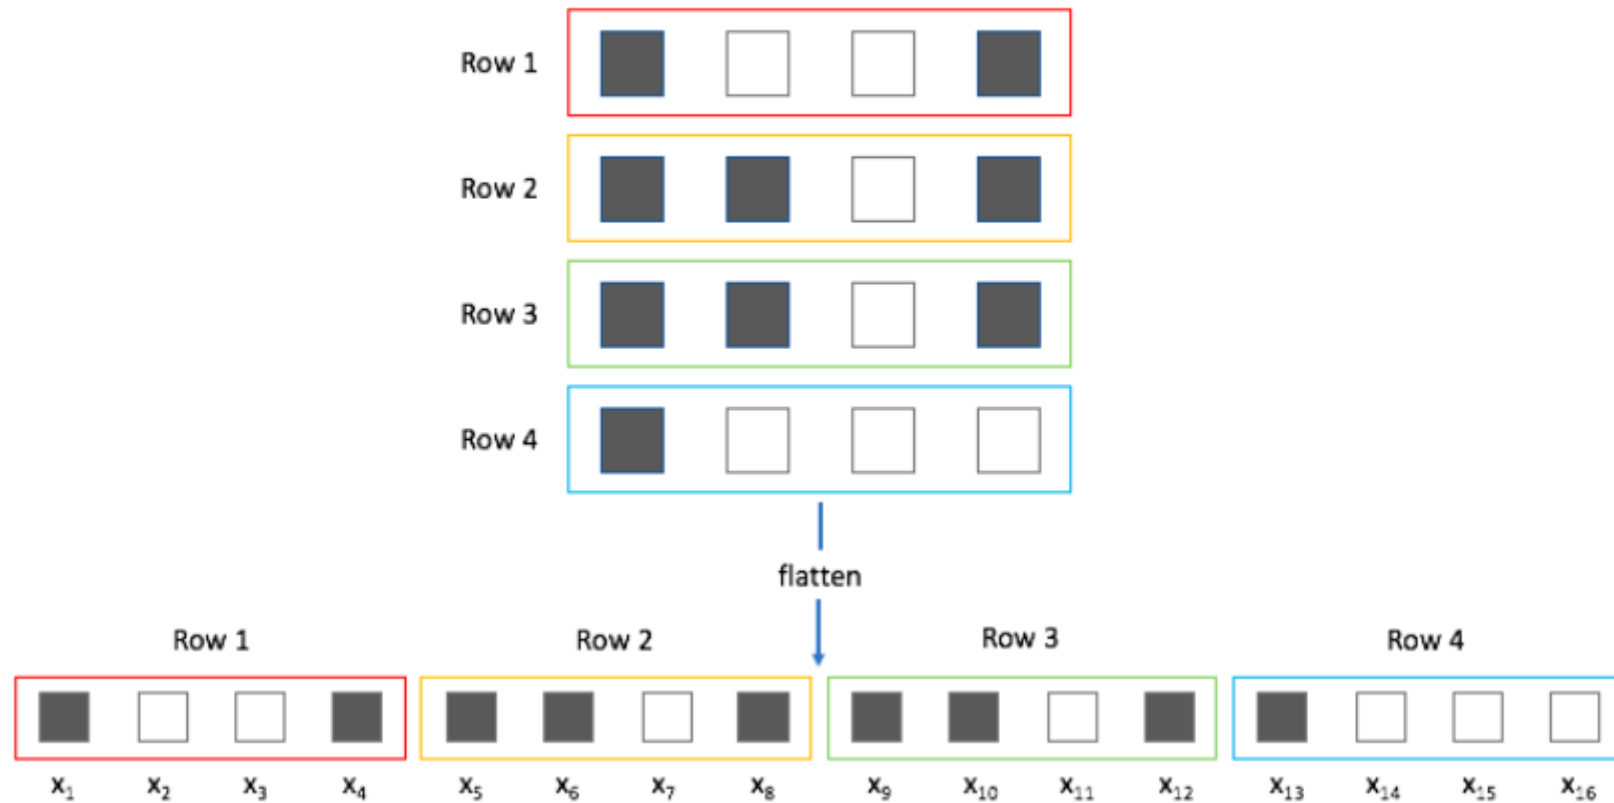 Row 1
Row 2
Row 3
Row 4
flatten
Row 1 Row 2 Row 3 Row 4
x₁ x₂ x₃ x₄ x₅ x₆ x₇ x₈ x₉ x₁₀ x₁₁ x₁₂ x₁₃ x₁₄ x₁₅ x₁₆